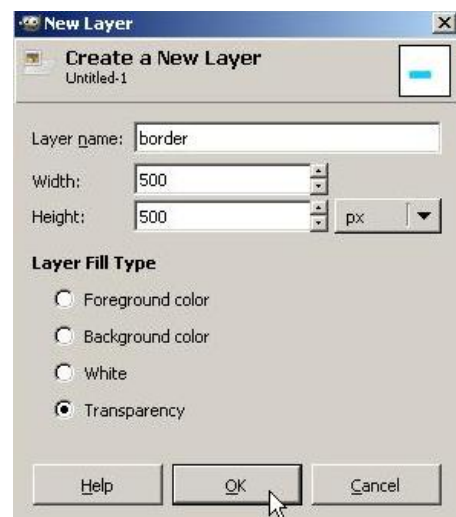 New Layer
Create a New Layer
Untitled-1
Layer name: border
Width: 500
Height: 500 px
Layer Fill Type
Foreground color
Background color
White
Transparency
Help OK Cancel